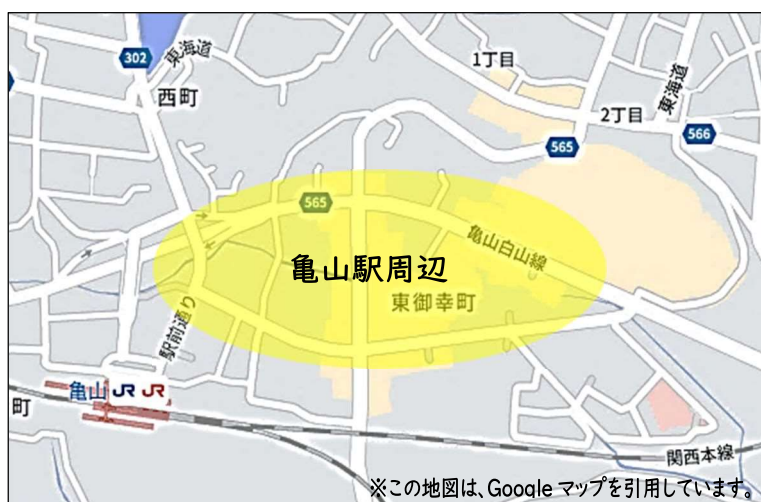 302
東海道
西町
1丁目
2丁目
東海道
565
566
565
亀山白山線
亀山駅周辺
東御幸町
駅前通り
亀山 JR JR
町
関西本線
※この地図は、Googleマップを引用しています。